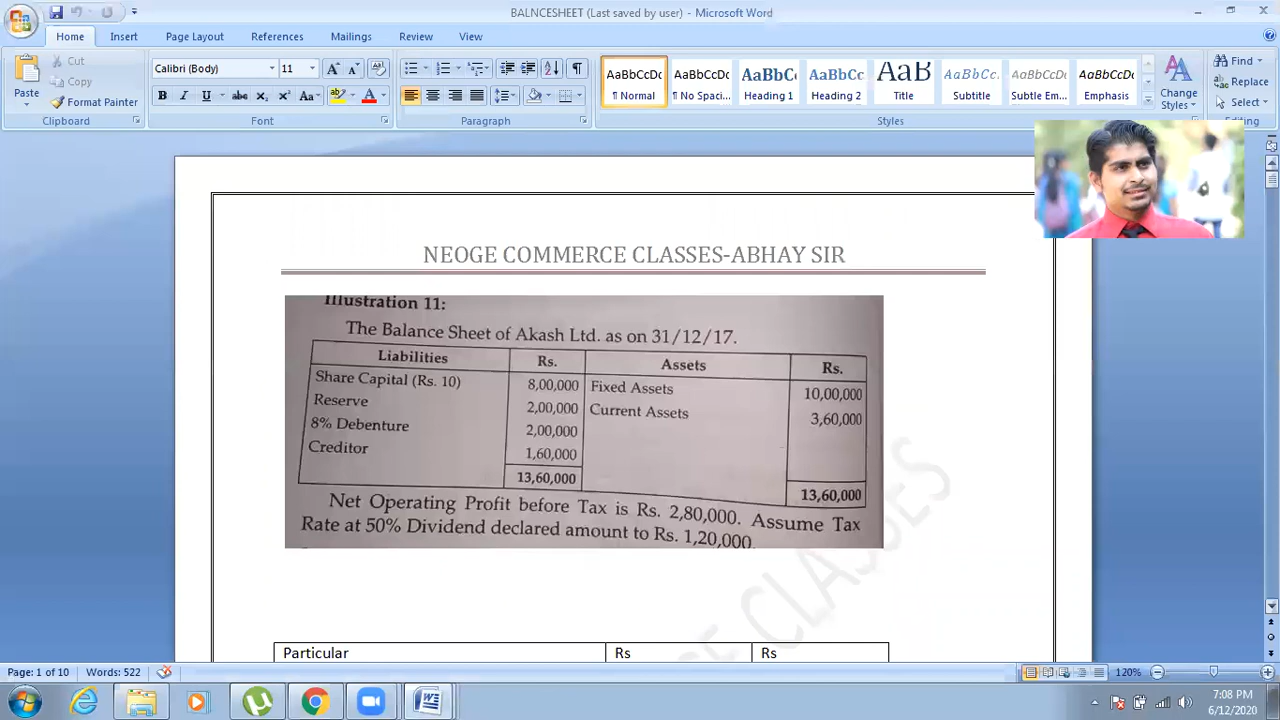 BALNCESHEET (Last saved by user) - Microsoft Word
Home Insert Page Layout References Mailings Review View
Cut
Copy
Format Painter
Paste
Clipboard
Calibri (Body) 11
B I U abc X₂ X² Aa
Font
Paragraph
AaBbCcDc AaBbCcDc AaBbCc AaBbCc AaB AaBbCc. AaBbCcDc AaBbCcDc
¶ Normal ¶ No Spaci... Heading 1 Heading 2 Title Subtitle Subtle Em... Emphasis
Change Styles
Styles
Find
Replace
Select
Editing
NEOGE COMMERCE CLASSES-ABHAY SIR
Illustration 11:
The Balance Sheet of Akash Ltd. as on 31/12/17.
Liabilities Rs. Assets Rs.
Share Capital (Rs. 10) 8,00,000 Fixed Assets 10,00,000
Reserve 2,00,000 Current Assets 3,60,000
8% Debenture 2,00,000
Creditor 1,60,000
13,60,000 13,60,000
Net Operating Profit before Tax is Rs. 2,80,000. Assume Tax
Rate at 50% Dividend declared amount to Rs. 1,20,000.
CLASSES
Particular Rs Rs
Page: 1 of 10 Words: 522 120%
7:08 PM
6/12/2020